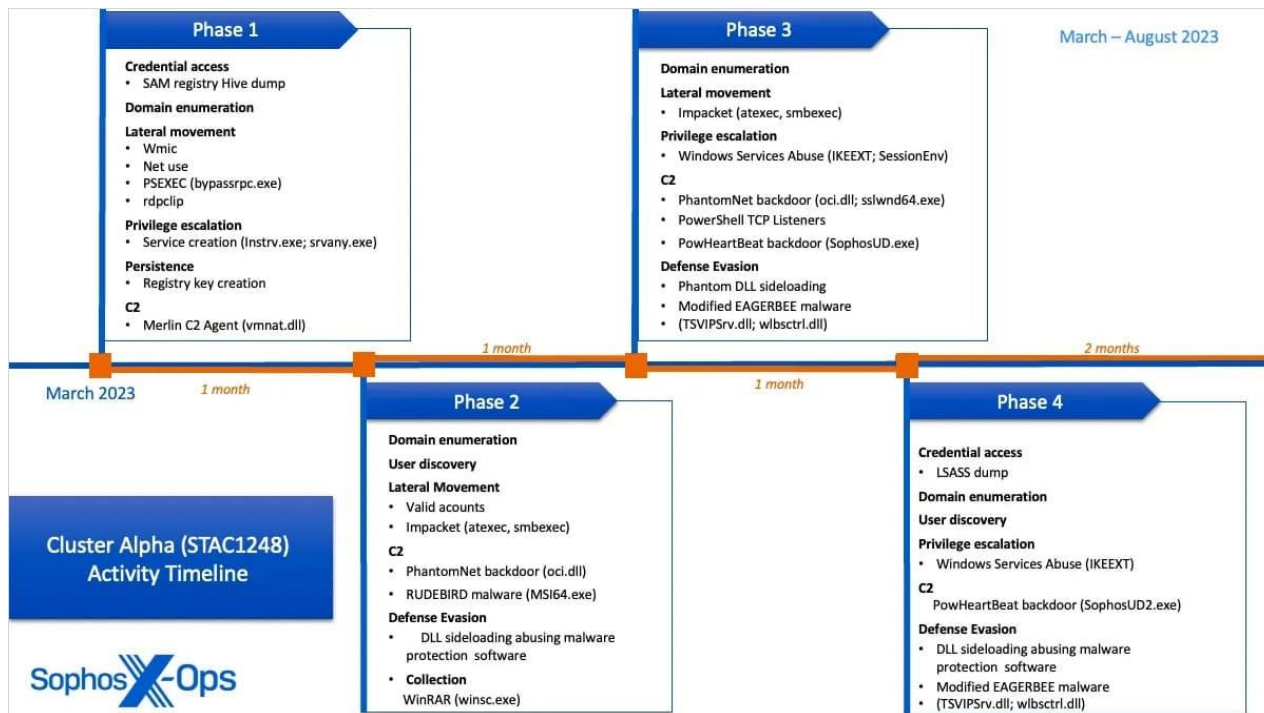 Phase 1
Credential access
• SAM registry Hive dump
Domain enumeration
Lateral movement
• Wmic
• Net use
• PSEXEC (bypassrpc.exe)
• rdpclip
Privilege escalation
• Service creation (Instrv.exe; srvany.exe)
Persistence
• Registry key creation
C2
• Merlin C2 Agent (vmnat.dll)
Phase 3
Domain enumeration
Lateral movement
• Impacket (atexec, smbexec)
Privilege escalation
• Windows Services Abuse (IKEEXT; SessionEnv)
C2
• PhantomNet backdoor (oci.dll; sslwnd64.exe)
• PowerShell TCP Listeners
• PowHeartBeat backdoor (SophosUD.exe)
Defense Evasion
• Phantom DLL sideloading
• Modified EAGERBEE malware
• (TSVIPSrv.dll; wlbsctrl.dll)
March – August 2023
March 2023
1 month
1 month
1 month
2 months
Phase 2
Domain enumeration
User discovery
Lateral Movement
• Valid acounts
• Impacket (atexec, smbexec)
C2
• PhantomNet backdoor (oci.dll)
• RUDEBIRD malware (MSI64.exe)
Defense Evasion
• DLL sideloading abusing malware
protection software
• Collection
WinRAR (winsc.exe)
Phase 4
Credential access
• LSASS dump
Domain enumeration
User discovery
Privilege escalation
• Windows Services Abuse (IKEEXT)
C2
PowHeartBeat backdoor (SophosUD2.exe)
Defense Evasion
• DLL sideloading abusing malware
protection software
• Modified EAGERBEE malware
• (TSVIPSrv.dll; wlbsctrl.dll)
Cluster Alpha (STAC1248)
Activity Timeline
Sophos X-Ops